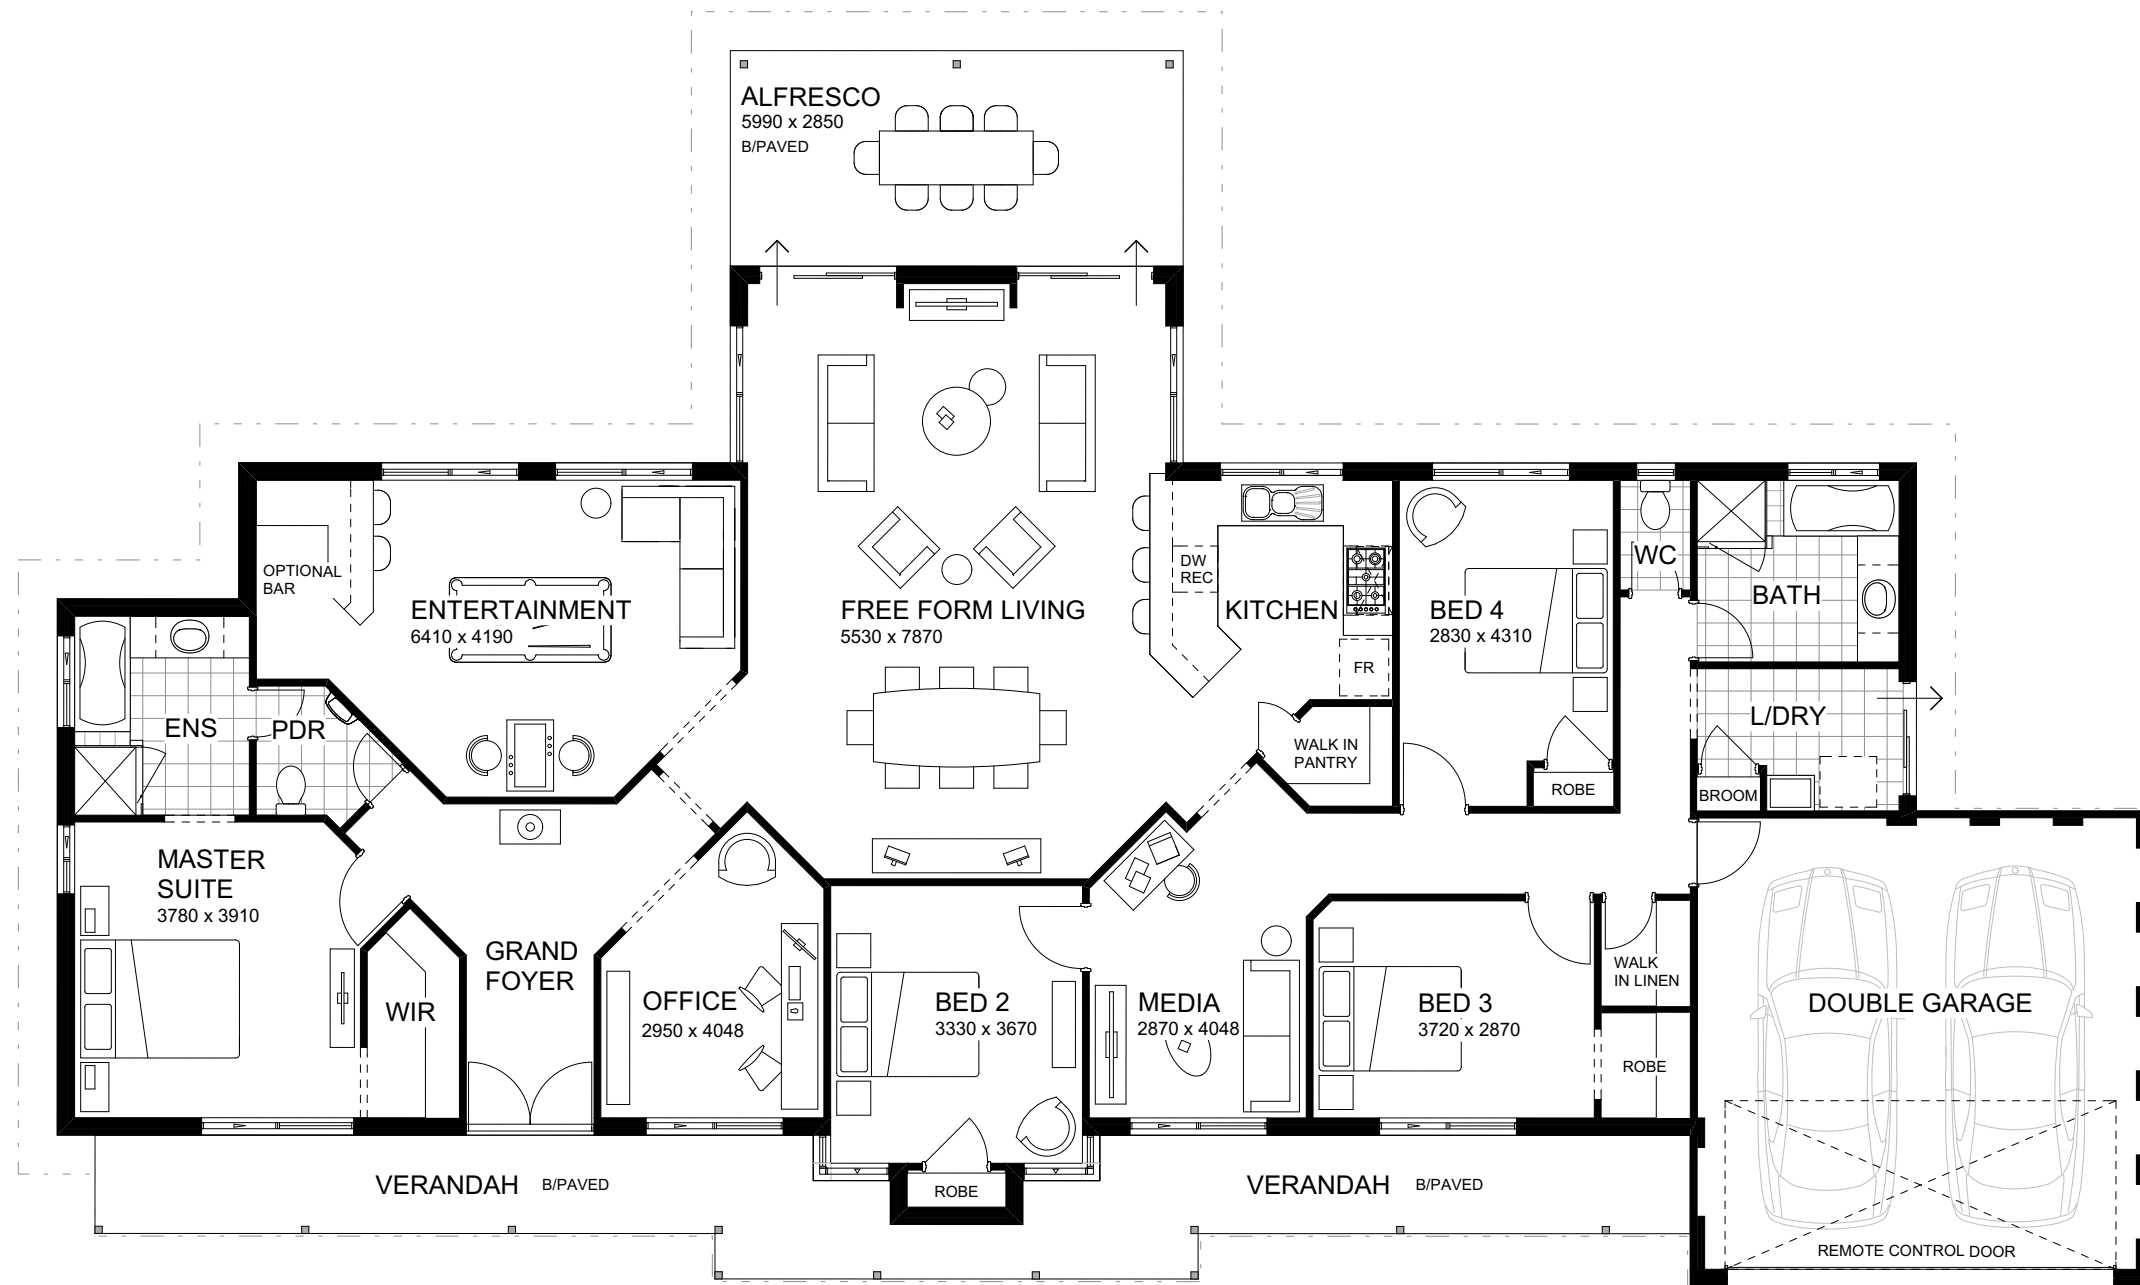 ALFRESCO
5990 x 2850
B/PAVED
OPTIONAL
BAR
ENTERTAINMENT
6410 x 4190
FREE FORM LIVING
5530 x 7870
DW
REC
KITCHEN
FR
WALK IN
PANTRY
BED 4
2830 x 4310
ROBE
WC
BATH
L/DRY
BROOM
ENS
PDR
MASTER
SUITE
3780 x 3910
WIR
GRAND
FOYER
OFFICE
2950 x 4048
BED 2
3330 x 3670
ROBE
MEDIA
2870 x 4048
BED 3
3720 x 2870
WALK
IN LINEN
ROBE
DOUBLE GARAGE
REMOTE CONTROL DOOR
VERANDAH B/PAVED
VERANDAH B/PAVED